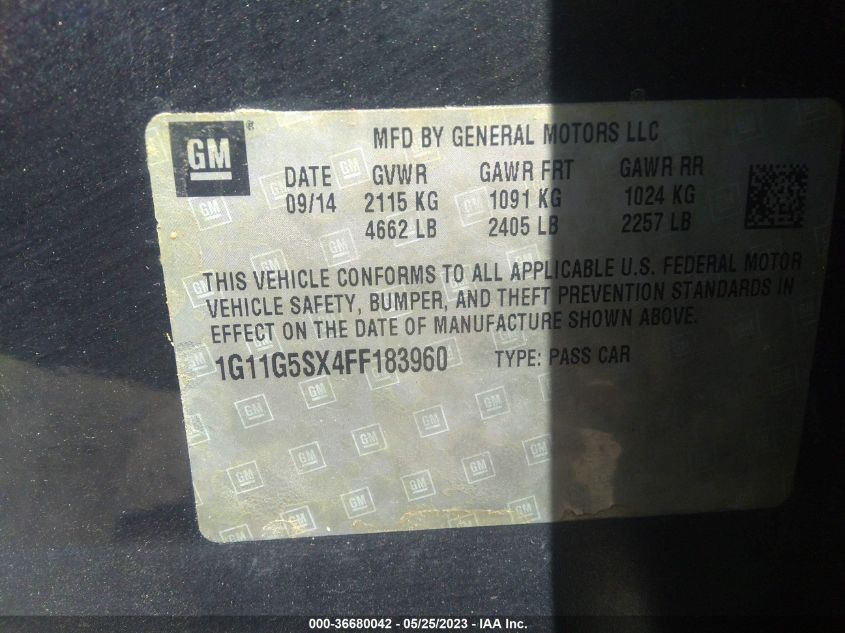 GM ®
MFD BY GENERAL MOTORS LLC
DATE GVWR GAWR FRT GAWR RR
09/14 2115 KG 1091 KG 1024 KG
4662 LB 2405 LB 2257 LB
THIS VEHICLE CONFORMS TO ALL APPLICABLE U.S. FEDERAL MOTOR
VEHICLE SAFETY, BUMPER, AND THEFT PREVENTION STANDARDS IN
EFFECT ON THE DATE OF MANUFACTURE SHOWN ABOVE.
1G11G5SX4FF183960 TYPE: PASS CAR
000-36680042 - 05/25/2023 - IAA Inc.